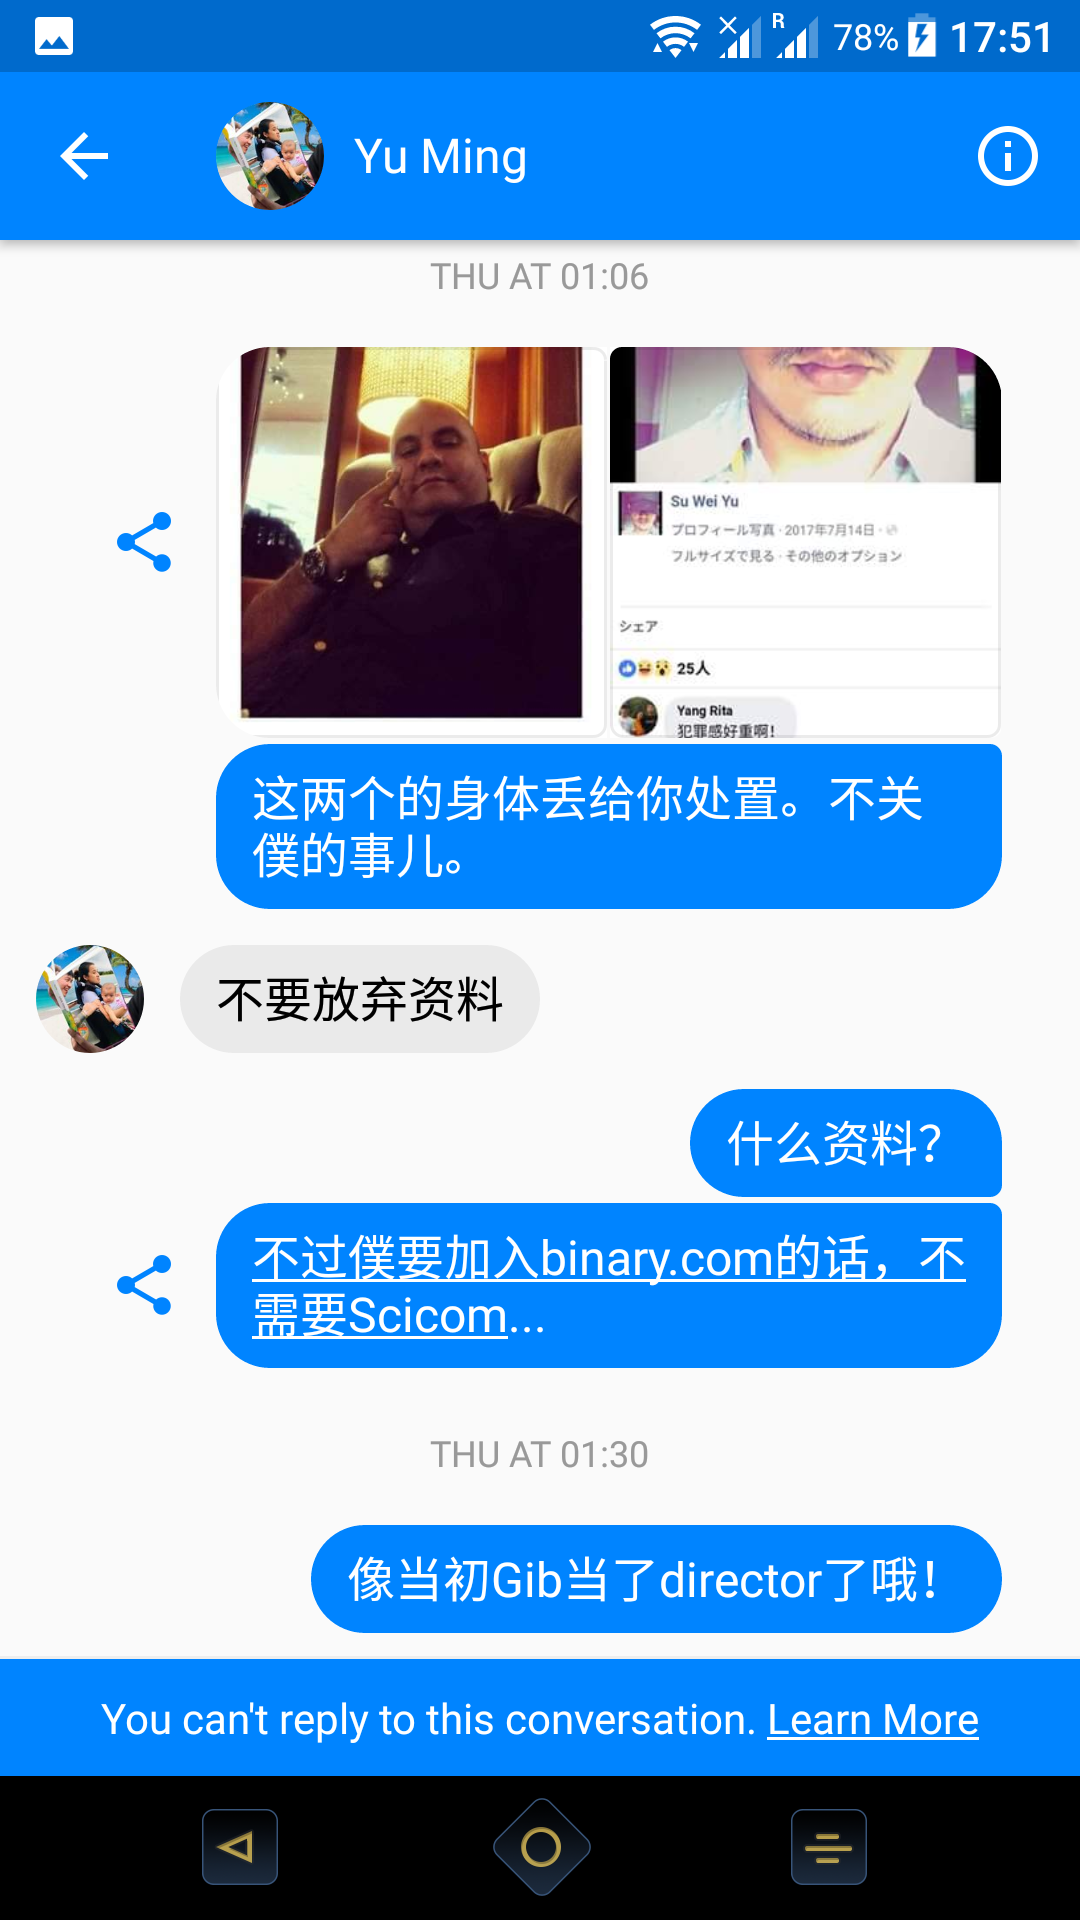 78% 17:51
Yu Ming
THU AT 01:06
Su Wei Yu
プロフィール写真 · 2017年7月14日 ·
フルサイズで見る · その他のオプション
シェア
25人
Yang Rita
犯罪感好重啊!
这两个的身体丢给你处置。不关
僕的事儿。
不要放弃资料
什么资料?
不过僕要加入binary.com的话，不
需要Scicom...
THU AT 01:30
像当初Gib当了director了哦!
You can't reply to this conversation. Learn More